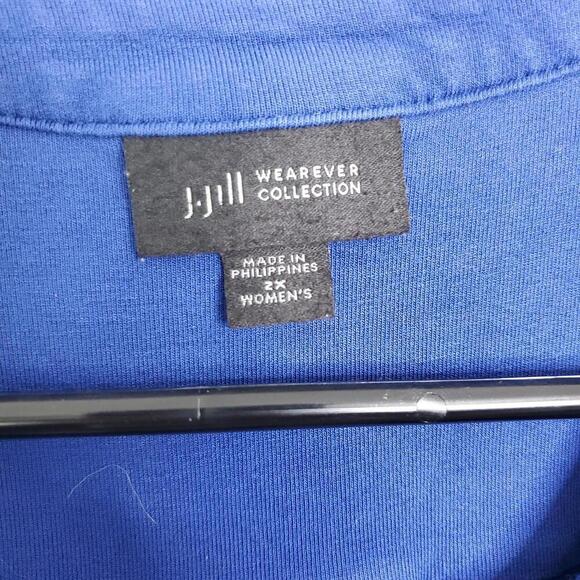 J.Jill WEAREVER
COLLECTION
MADE IN
PHILIPPINES
2X
WOMEN'S